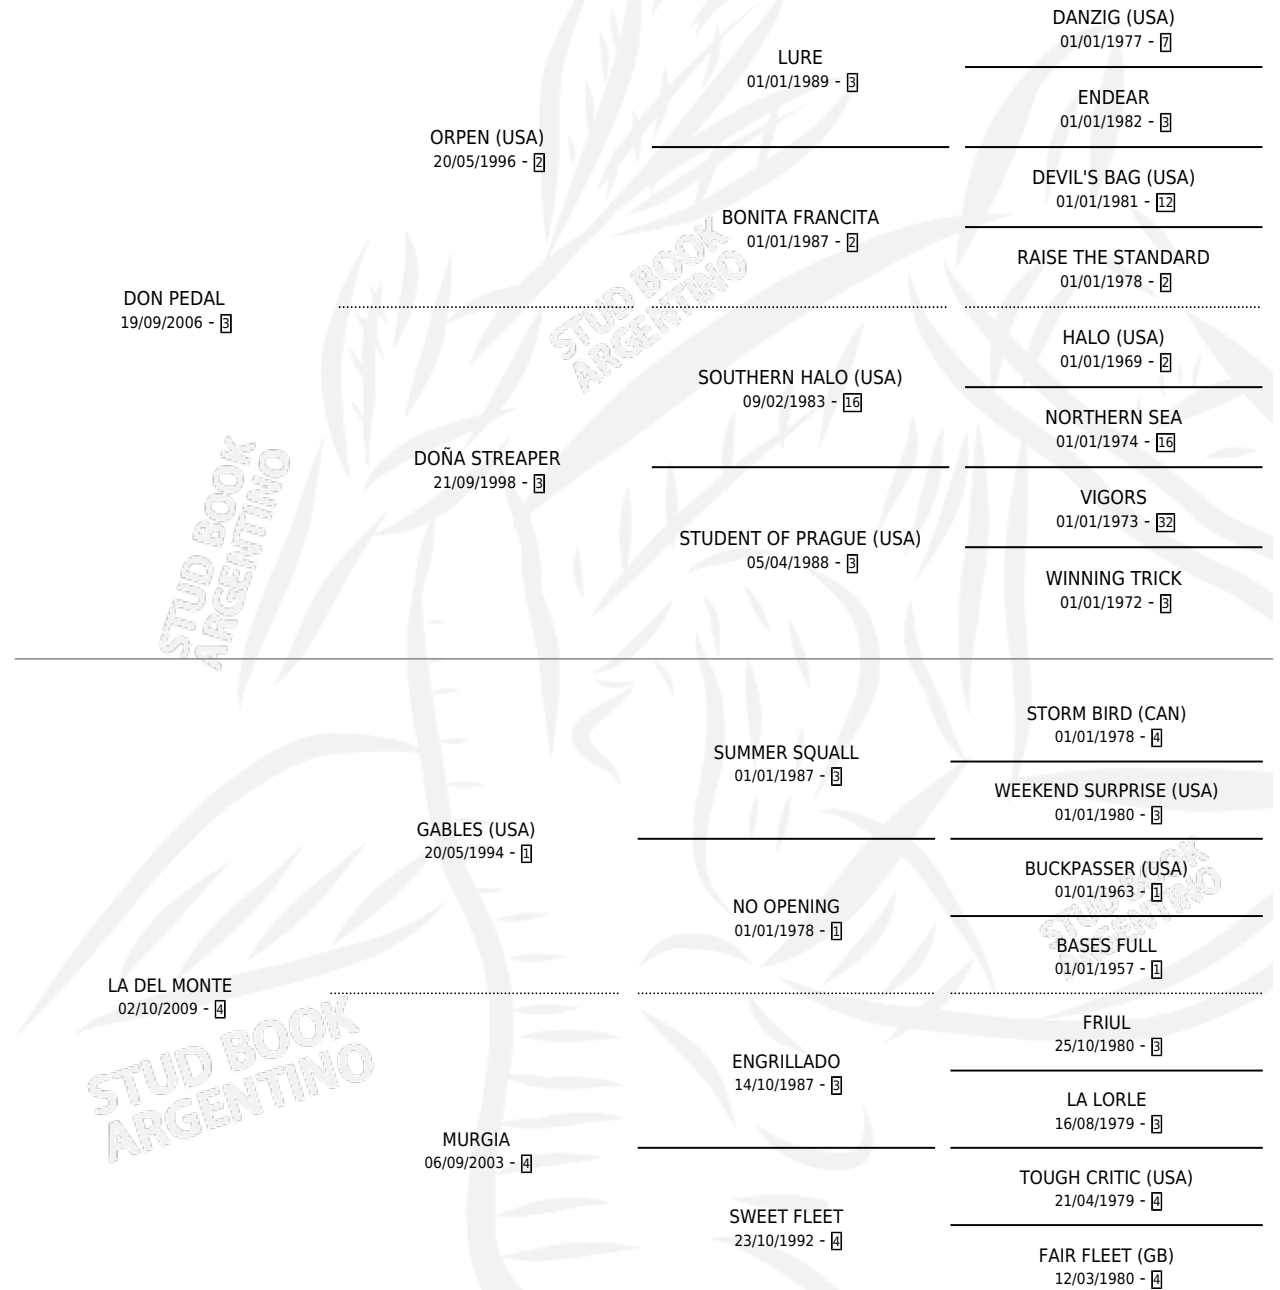 DANZIG (USA)
01/01/1977 - 7
LURE
01/01/1989 - 3
ENDEAR
01/01/1982 - 3
ORPEN (USA)
20/05/1996 - 2
DEVIL'S BAG (USA)
01/01/1981 - 12
BONITA FRANCITA
01/01/1987 - 2
RAISE THE STANDARD
01/01/1978 - 2
DON PEDAL
19/09/2006 - 3
HALO (USA)
01/01/1969 - 2
SOUTHERN HALO (USA)
09/02/1983 - 16
NORTHERN SEA
01/01/1974 - 16
DOÑA STREAPER
21/09/1998 - 3
VIGORS
01/01/1973 - 32
STUDENT OF PRAGUE (USA)
05/04/1988 - 3
WINNING TRICK
01/01/1972 - 3
STORM BIRD (CAN)
01/01/1978 - 4
SUMMER SQUALL
01/01/1987 - 3
WEEKEND SURPRISE (USA)
01/01/1980 - 3
GABLES (USA)
20/05/1994 - 1
BUCKPASSER (USA)
01/01/1963 - 1
NO OPENING
01/01/1978 - 1
BASES FULL
01/01/1957 - 1
LA DEL MONTE
02/10/2009 - 4
FRIUL
25/10/1980 - 3
ENGRILLADO
14/10/1987 - 3
LA LORLE
16/08/1979 - 3
MURGIA
06/09/2003 - 4
TOUGH CRITIC (USA)
21/04/1979 - 4
SWEET FLEET
23/10/1992 - 4
FAIR FLEET (GB)
12/03/1980 - 4
STUD BOOK
ARGENTINO
STUD BOOK
ARGENTINO
STUD BOOK
ARGENTINO
STUD BOOK
ARGENTINO